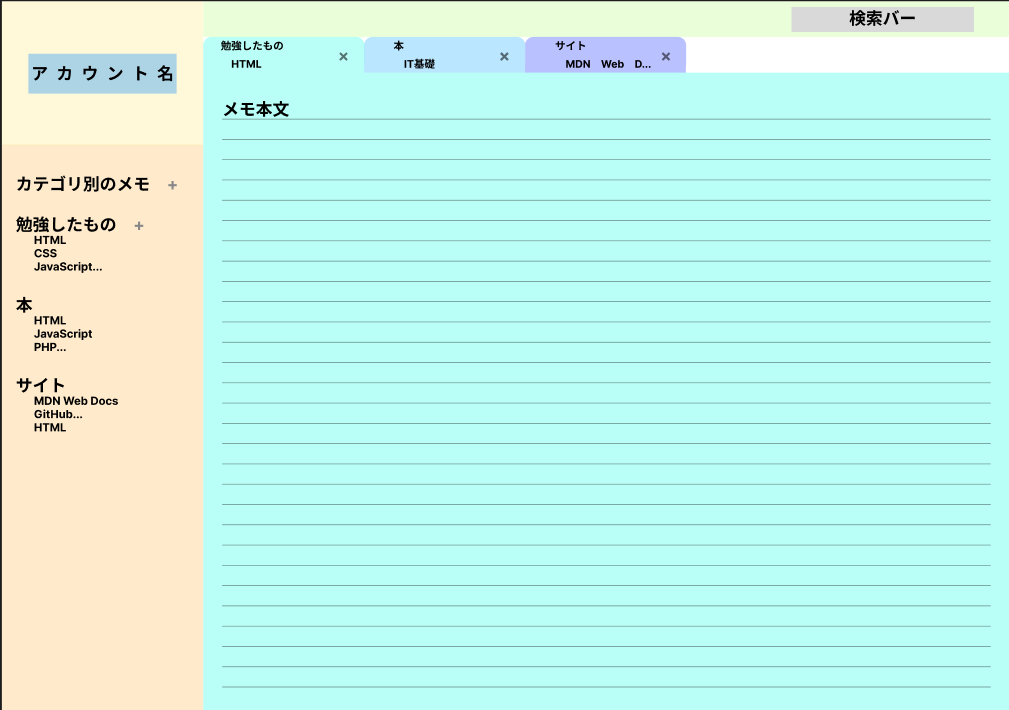 検索バー
アカウント名
勉強したもの
HTML
本
IT基礎
サイト
MDN Web D...
メモ本文
カテゴリ別のメモ +
勉強したもの +
HTML
CSS
JavaScript...
本
HTML
JavaScript
PHP...
サイト
MDN Web Docs
GitHub...
HTML